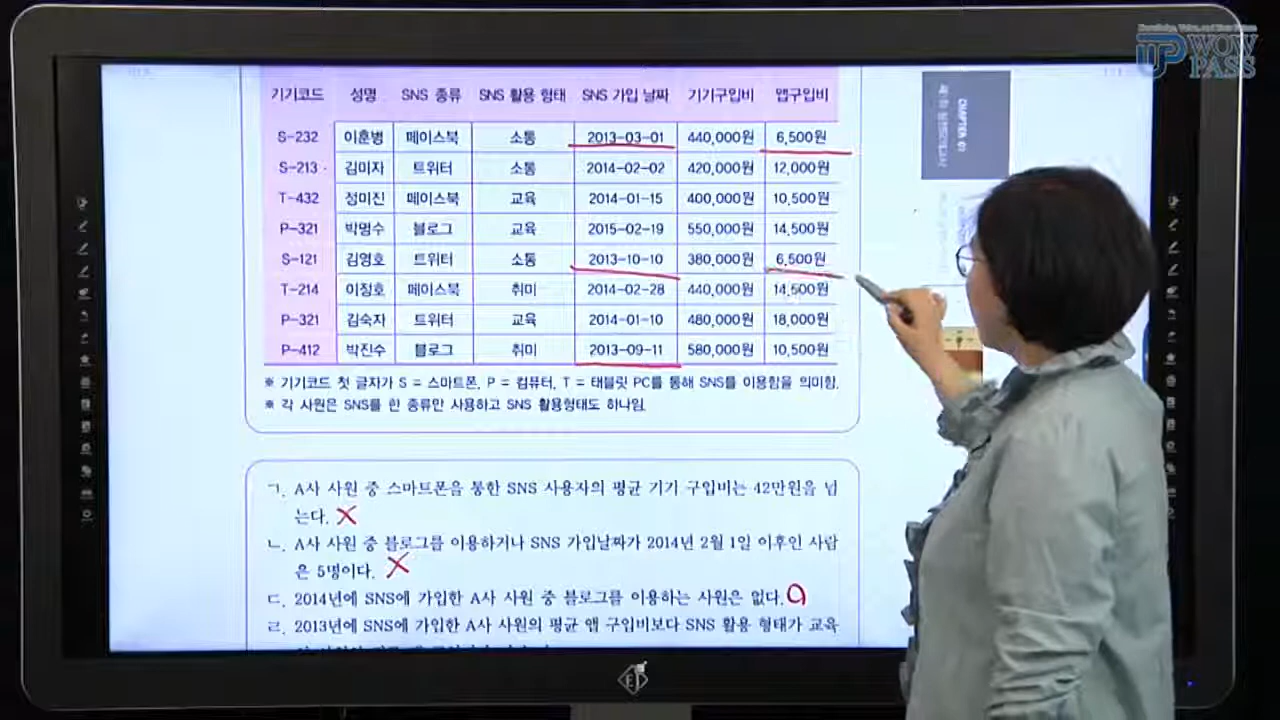 WOW
PASS
CHAPTER 01
기기코드 성명 SNS 종류 SNS 활용 형태 SNS 가입 날짜 기기구입비 앱구입비
S-232 이훈병 페이스북 소통 2013-03-01 440,000원 6,500원
S-213 김미자 트위터 소통 2014-02-02 420,000원 12,000원
T-432 정미진 페이스북 교육 2014-01-15 400,000원 10,500원
P-321 박명수 블로그 교육 2015-02-19 550,000원 14,500원
S-121 김영호 트위터 소통 2013-10-10 380,000원 6,500원
T-214 이정호 페이스북 취미 2014-02-28 440,000원 14,500원
P-321 김숙자 트위터 교육 2014-01-10 480,000원 18,000원
P-412 박진수 블로그 취미 2013-09-11 580,000원 10,500원
※ 기기코드 첫 글자가 S = 스마트폰, P = 컴퓨터, T = 태블릿 PC를 통해 SNS를 이용함을 의미함.
※ 각 사원은 SNS를 한 종류만 사용하고 SNS 활용형태도 하나임.
ㄱ. A사 사원 중 스마트폰을 통한 SNS 사용자의 평균 기기 구입비는 42만원을 넘
는다. X
ㄴ. A사 사원 중 블로그를 이용하거나 SNS 가입날짜가 2014년 2월 1일 이후인 사람
은 5명이다. X
ㄷ. 2014년에 SNS에 가입한 A사 사원 중 블로그를 이용하는 사원은 없다.
ㄹ. 2013년에 SNS에 가입한 A사 사원의 평균 앱 구입비보다 SNS 활용 형태가 교육